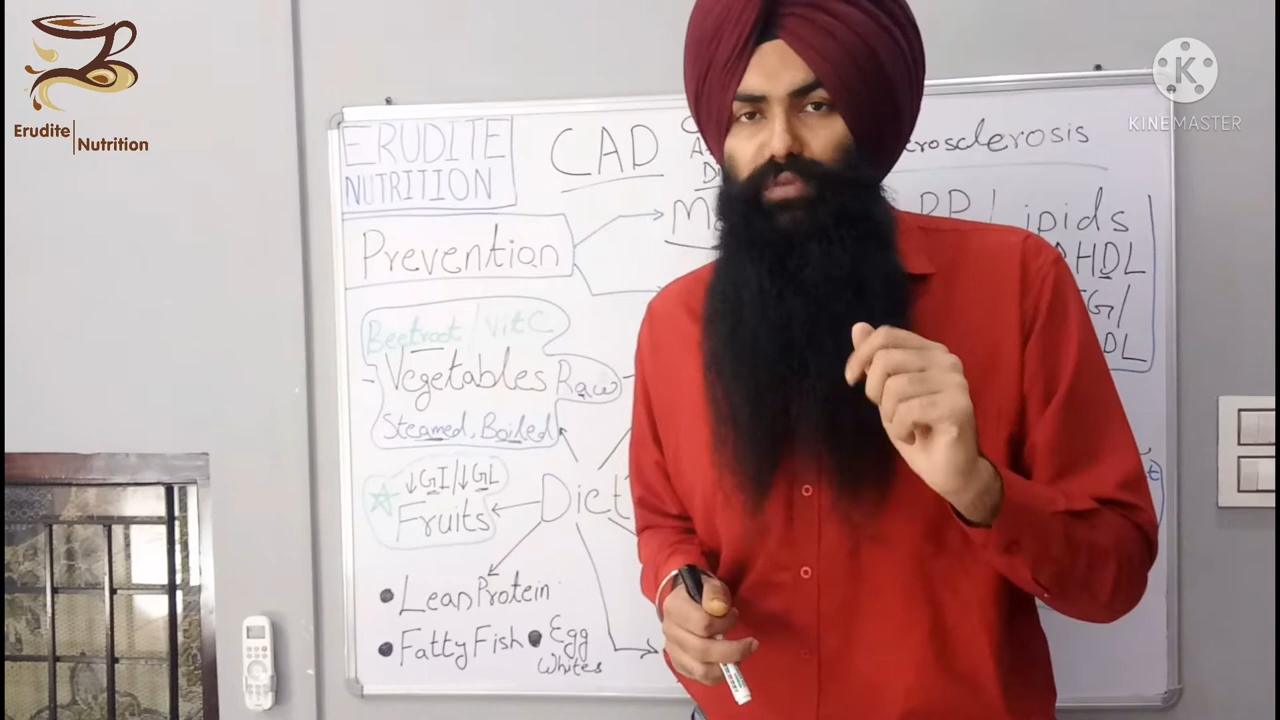 Erudite Nutrition
KINEMASTER
ERUDITE
NUTRITION
CAD
Prevention
Lipids
HDL
Beetroot / Vit C
Vegetables Raw
Steamed, Boiled
↓GI/↓GL
Fruits
Diet
• Lean Protein
• Fatty Fish • Egg
Whites